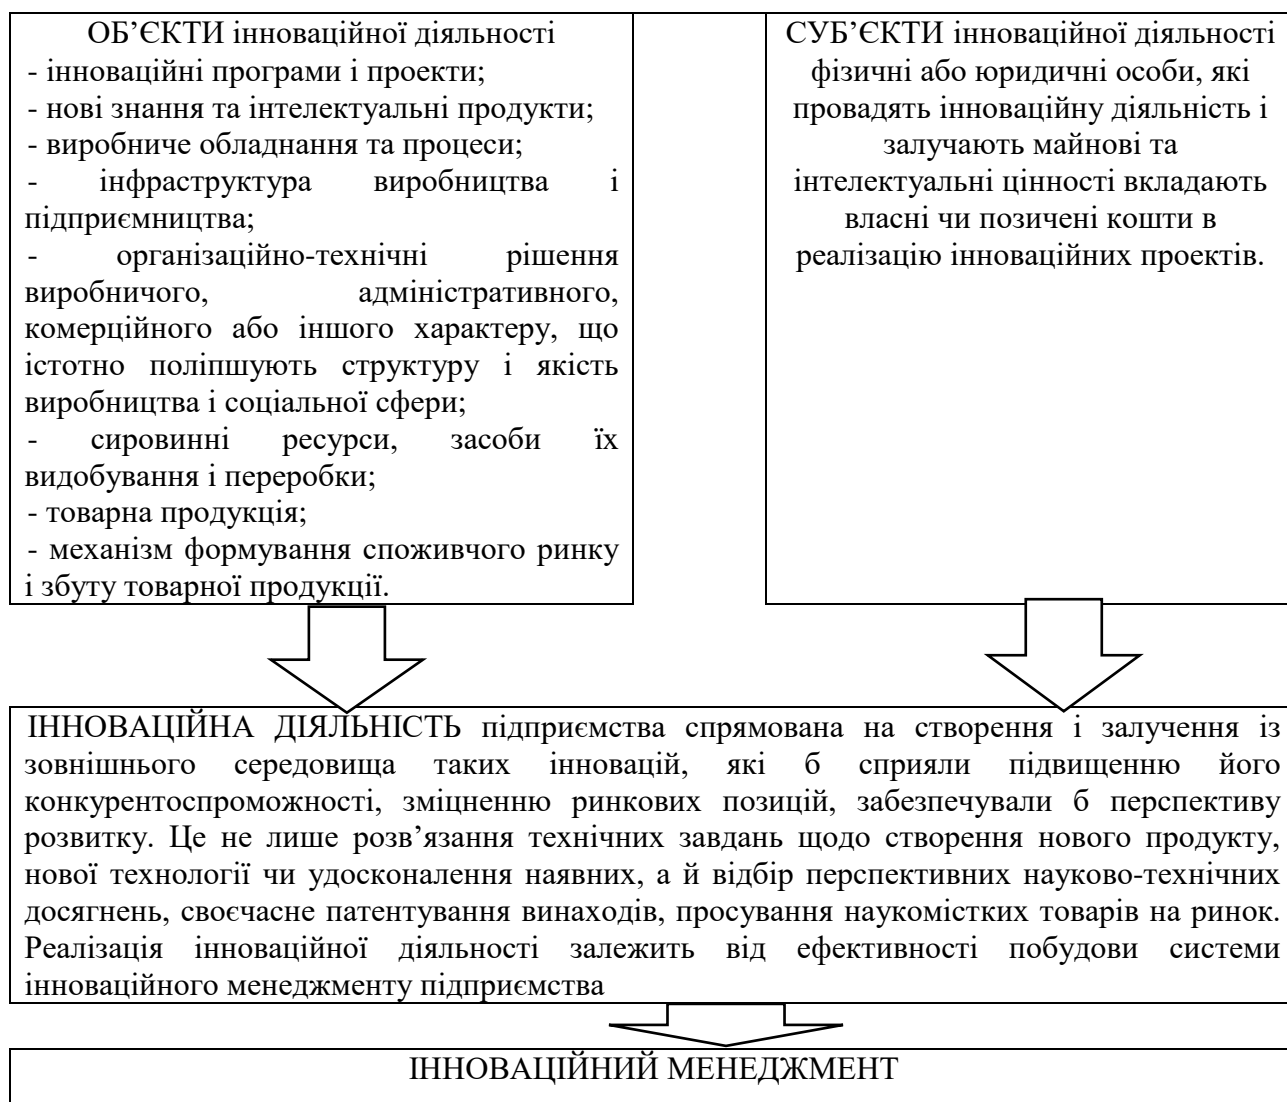 ОБ’ЄКТИ інноваційної діяльності
- інноваційні програми і проекти;
- нові знання та інтелектуальні продукти;
- виробниче обладнання та процеси;
- інфраструктура виробництва і
підприємництва;
- організаційно-технічні рішення
виробничого, адміністративного,
комерційного або іншого характеру, що
істотно поліпшують структуру і якість
виробництва і соціальної сфери;
- сировинні ресурси, засоби їх
видобування і переробки;
- товарна продукція;
- механізм формування споживчого ринку
і збуту товарної продукції.
СУБ’ЄКТИ інноваційної діяльності
фізичні або юридичні особи, які
провадять інноваційну діяльність і
залучають майнові та
інтелектуальні цінності вкладають
власні чи позичені кошти в
реалізацію інноваційних проектів.
ІННОВАЦІЙНА ДІЯЛЬНІСТЬ підприємства спрямована на створення і залучення із
зовнішнього середовища таких інновацій, які б сприяли підвищенню його
конкурентоспроможності, зміцненню ринкових позицій, забезпечували б перспективу
розвитку. Це не лише розв’язання технічних завдань щодо створення нового продукту,
нової технології чи удосконалення наявних, а й відбір перспективних науково-технічних
досягнень, своєчасне патентування винаходів, просування наукомістких товарів на ринок.
Реалізація інноваційної діяльності залежить від ефективності побудови системи
інноваційного менеджменту підприємства
ІННОВАЦІЙНИЙ МЕНЕДЖМЕНТ